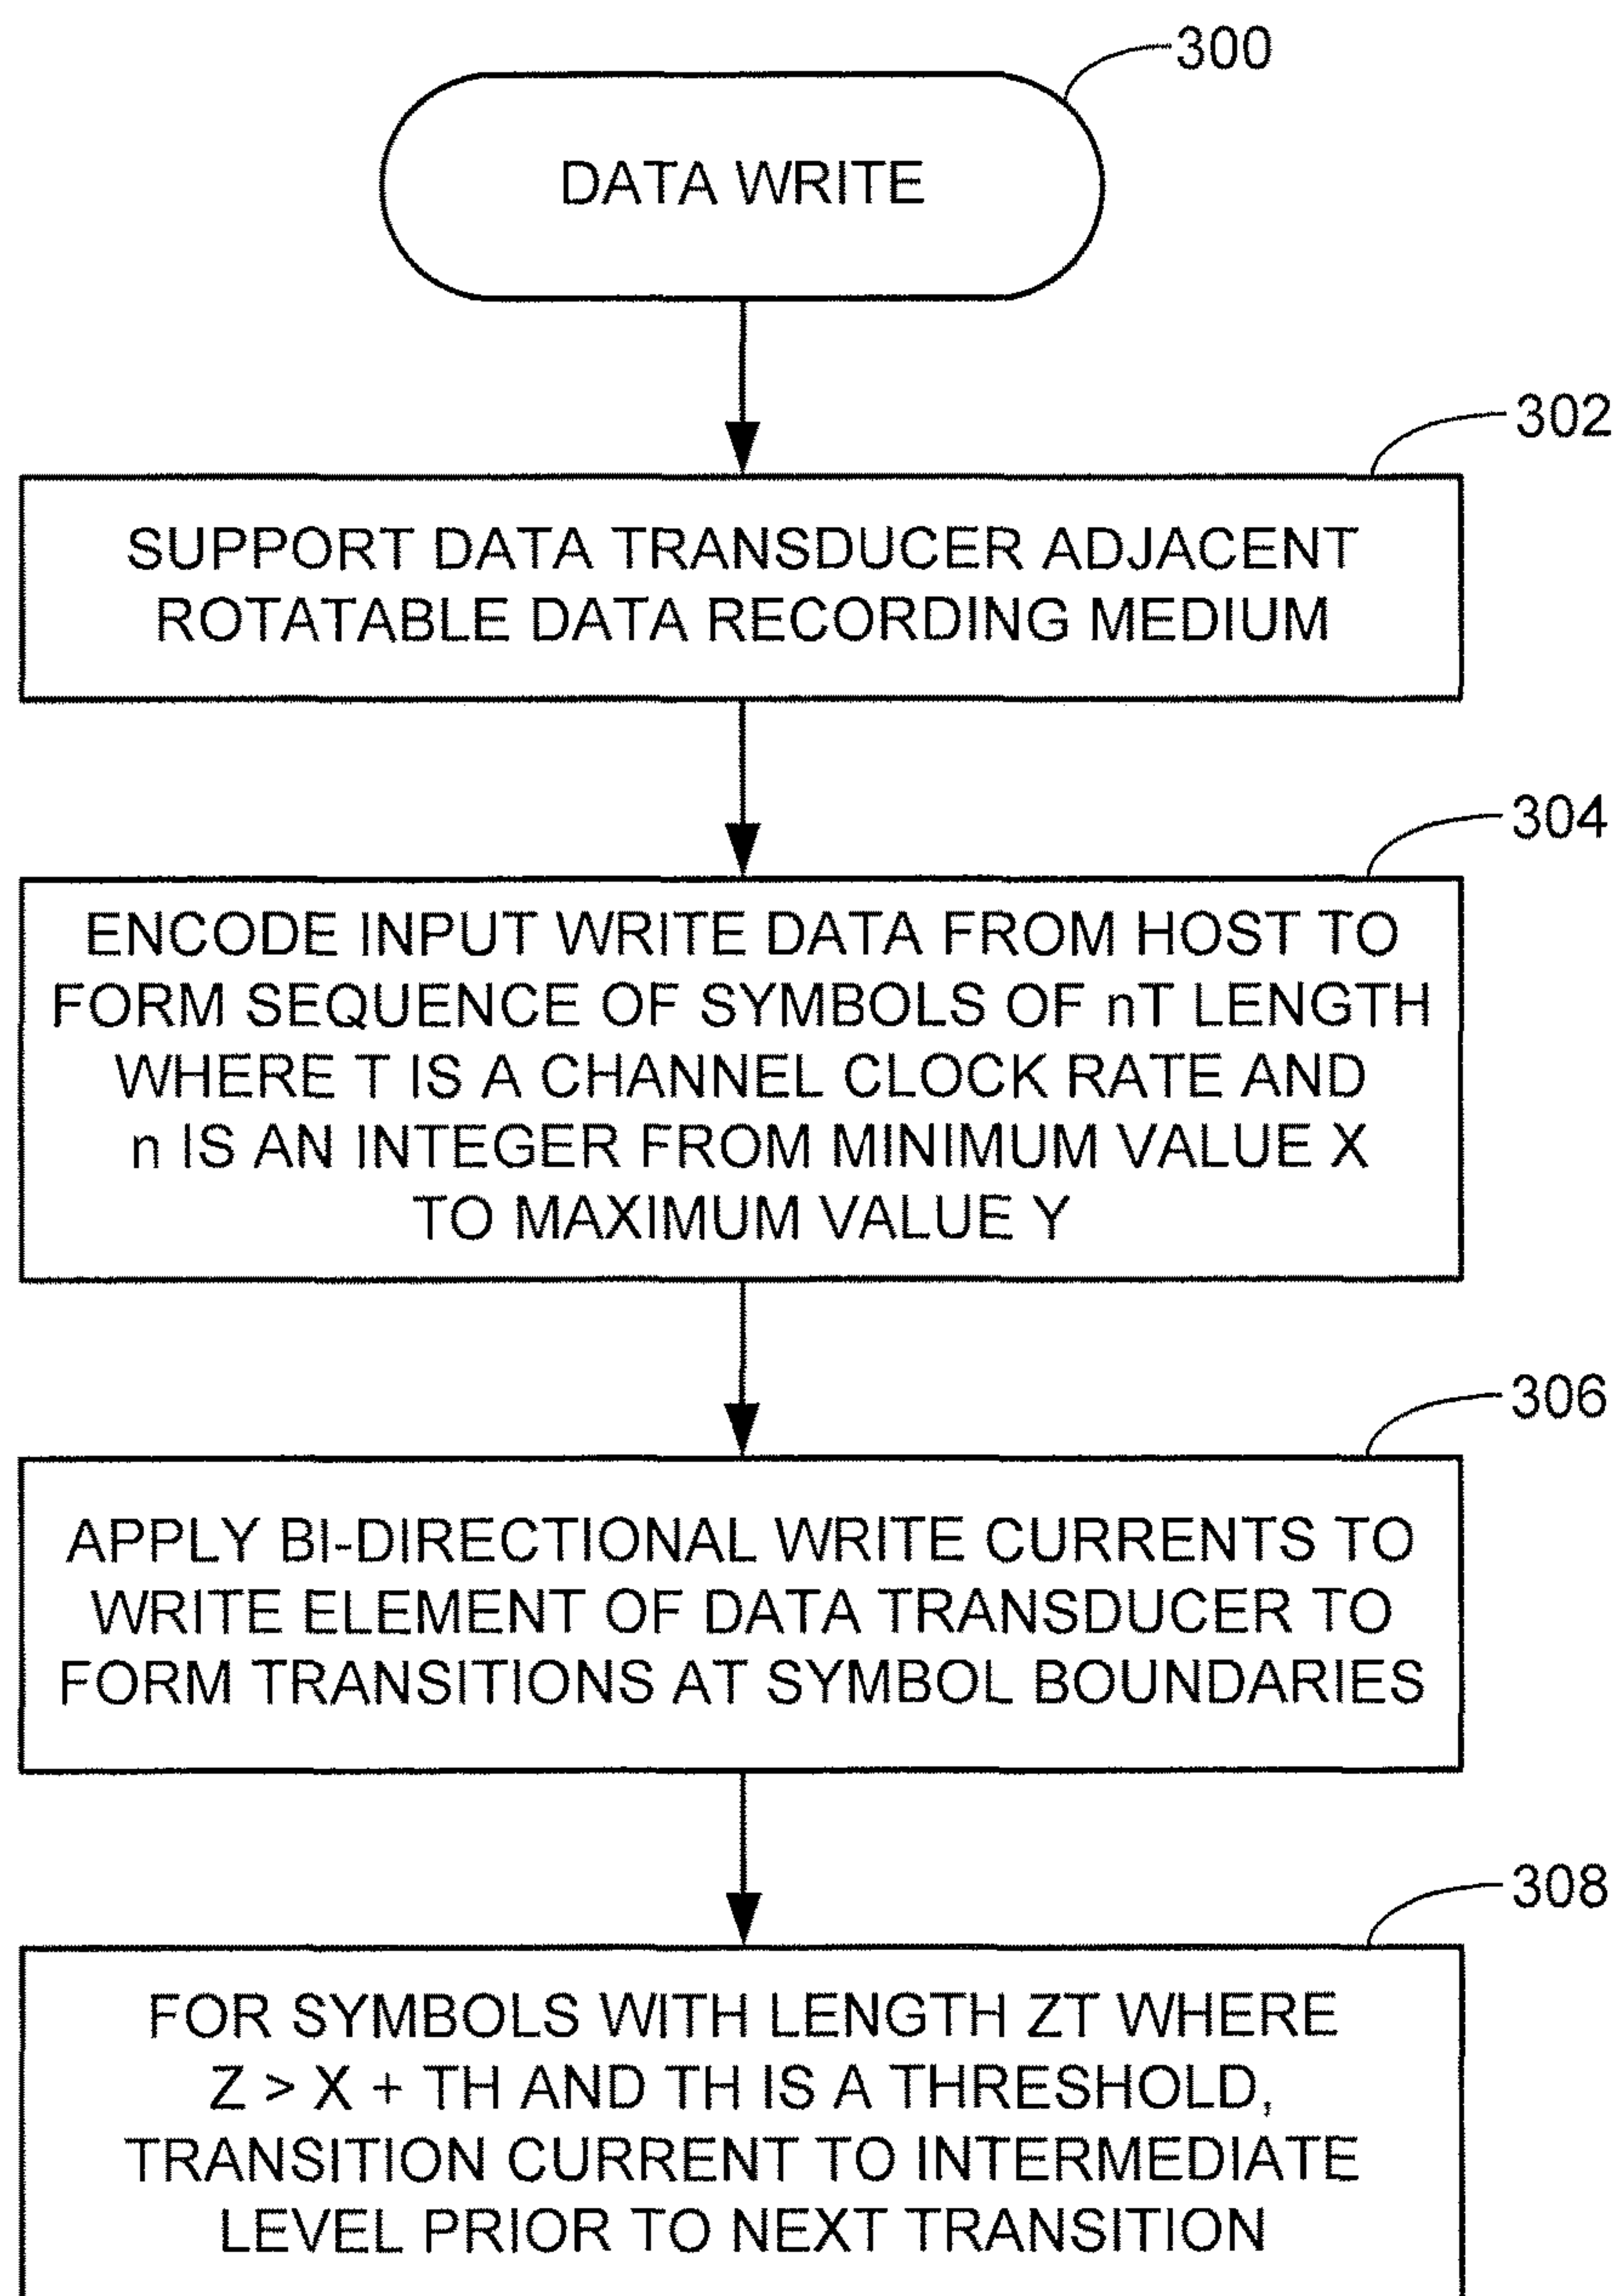 300
DATA WRITE
302
SUPPORT DATA TRANSDUCER ADJACENT
ROTATABLE DATA RECORDING MEDIUM
304
ENCODE INPUT WRITE DATA FROM HOST TO
FORM SEQUENCE OF SYMBOLS OF nT LENGTH
WHERE T IS A CHANNEL CLOCK RATE AND
n IS AN INTEGER FROM MINIMUM VALUE X
TO MAXIMUM VALUE Y
306
APPLY BI-DIRECTIONAL WRITE CURRENTS TO
WRITE ELEMENT OF DATA TRANSDUCER TO
FORM TRANSITIONS AT SYMBOL BOUNDARIES
308
FOR SYMBOLS WITH LENGTH ZT WHERE
Z > X + TH AND TH IS A THRESHOLD,
TRANSITION CURRENT TO INTERMEDIATE
LEVEL PRIOR TO NEXT TRANSITION